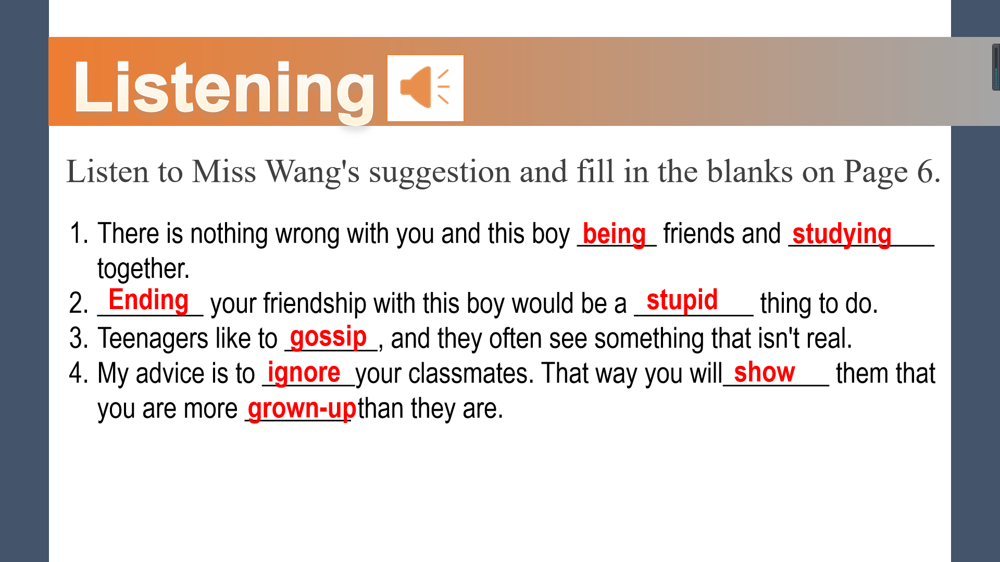 Listening
Listen to Miss Wang's suggestion and fill in the blanks on Page 6.
1. There is nothing wrong with you and this boy being friends and studying
together.
2. Ending your friendship with this boy would be a stupid thing to do.
3. Teenagers like to gossip, and they often see something that isn't real.
4. My advice is to ignore your classmates. That way you will show them that
you are more grown-up than they are.